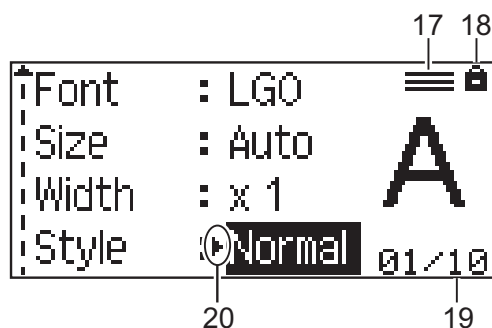 17 18
Font : LGO
Size : Auto
Width : x 1
A
Style : Normal 01/10
20 19